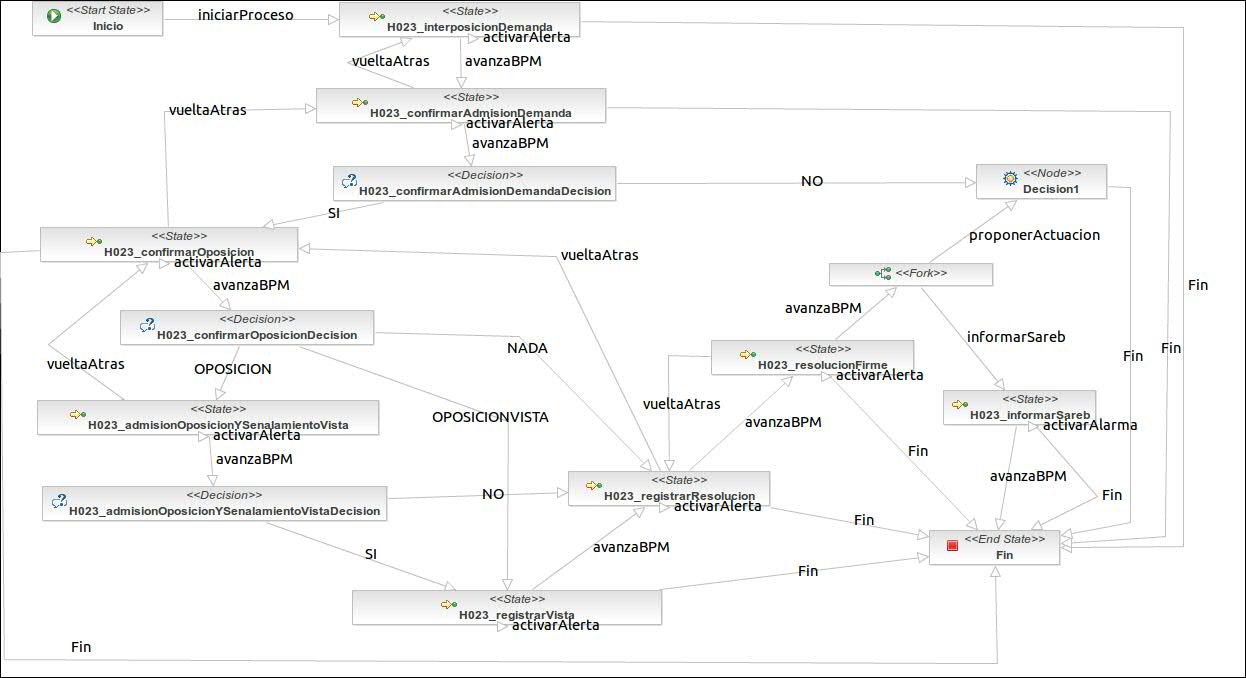 <<Start State>>
Inicio
iniciarProceso
<<State>>
H023_interposicionDemanda
activarAlerta
vueltaAtras
avanzaBPM
<<State>>
H023_confirmarAdmisionDemanda
activarAlerta
vueltaAtras
avanzaBPM
<<Decision>>
H023_confirmarAdmisionDemandaDecision
NO
<<Node>>
Decision1
SI
<<State>>
H023_confirmarOposicion
activarAlerta
vueltaAtras
proponerActuacion
<<Fork>>
avanzaBPM
Fin
avanzaBPM
<<Decision>>
H023_confirmarOposicionDecision
NADA
informarSareb
<<State>>
H023_resolucionFirme
activarAlerta
Fin
Fin
vueltaAtras
OPOSICION
<<State>>
H023_informarSareb
activarAlarma
vueltaAtras
<<State>>
H023_admisionOposicionYSenalamientoVista
activarAlerta
OPOSICIONVISTA
avanzaBPM
avanzaBPM
Fin
avanzaBPM
Fin
<<Decision>>
H023_admisionOposicionYSenalamientoVistaDecision
NO
<<State>>
H023_registrarResolucion
activarAlerta
Fin
SI
avanzaBPM
<<End State>>
Fin
Fin
<<State>>
H023_registrarVista
activarAlerta
Fin